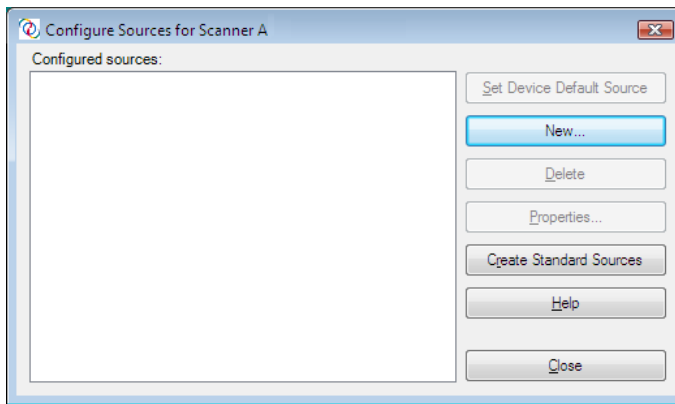 Configure Sources for Scanner A
Configured sources:
Set Device Default Source
New...
Delete
Properties...
Create Standard Sources
Help
Close